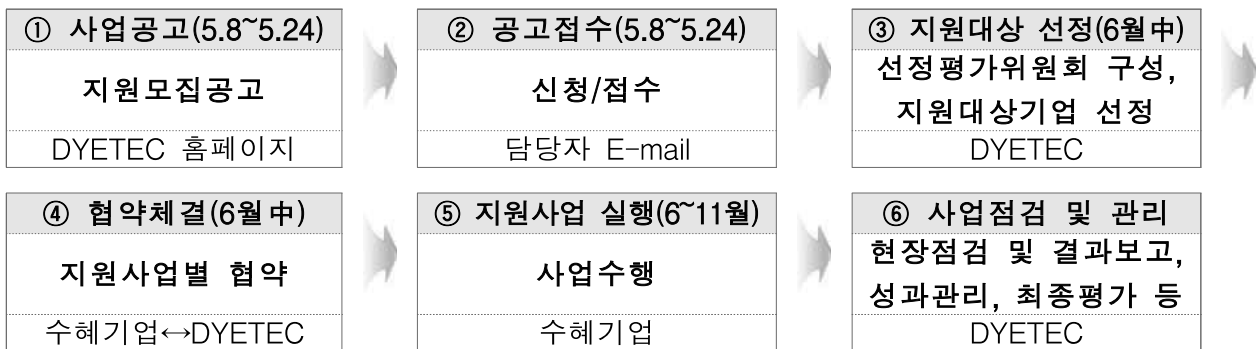 ① 사업공고(5.8~5.24)
지원모집공고
DYETEC 홈페이지
② 공고접수(5.8~5.24)
신청/접수
담당자 E-mail
③ 지원대상 선정(6월中)
선정평가위원회 구성,
지원대상기업 선정
DYETEC
④ 협약체결(6월中)
지원사업별 협약
수혜기업↔DYETEC
⑤ 지원사업 실행(6~11월)
사업수행
수혜기업
⑥ 사업점검 및 관리
현장점검 및 결과보고,
성과관리, 최종평가 등
DYETEC